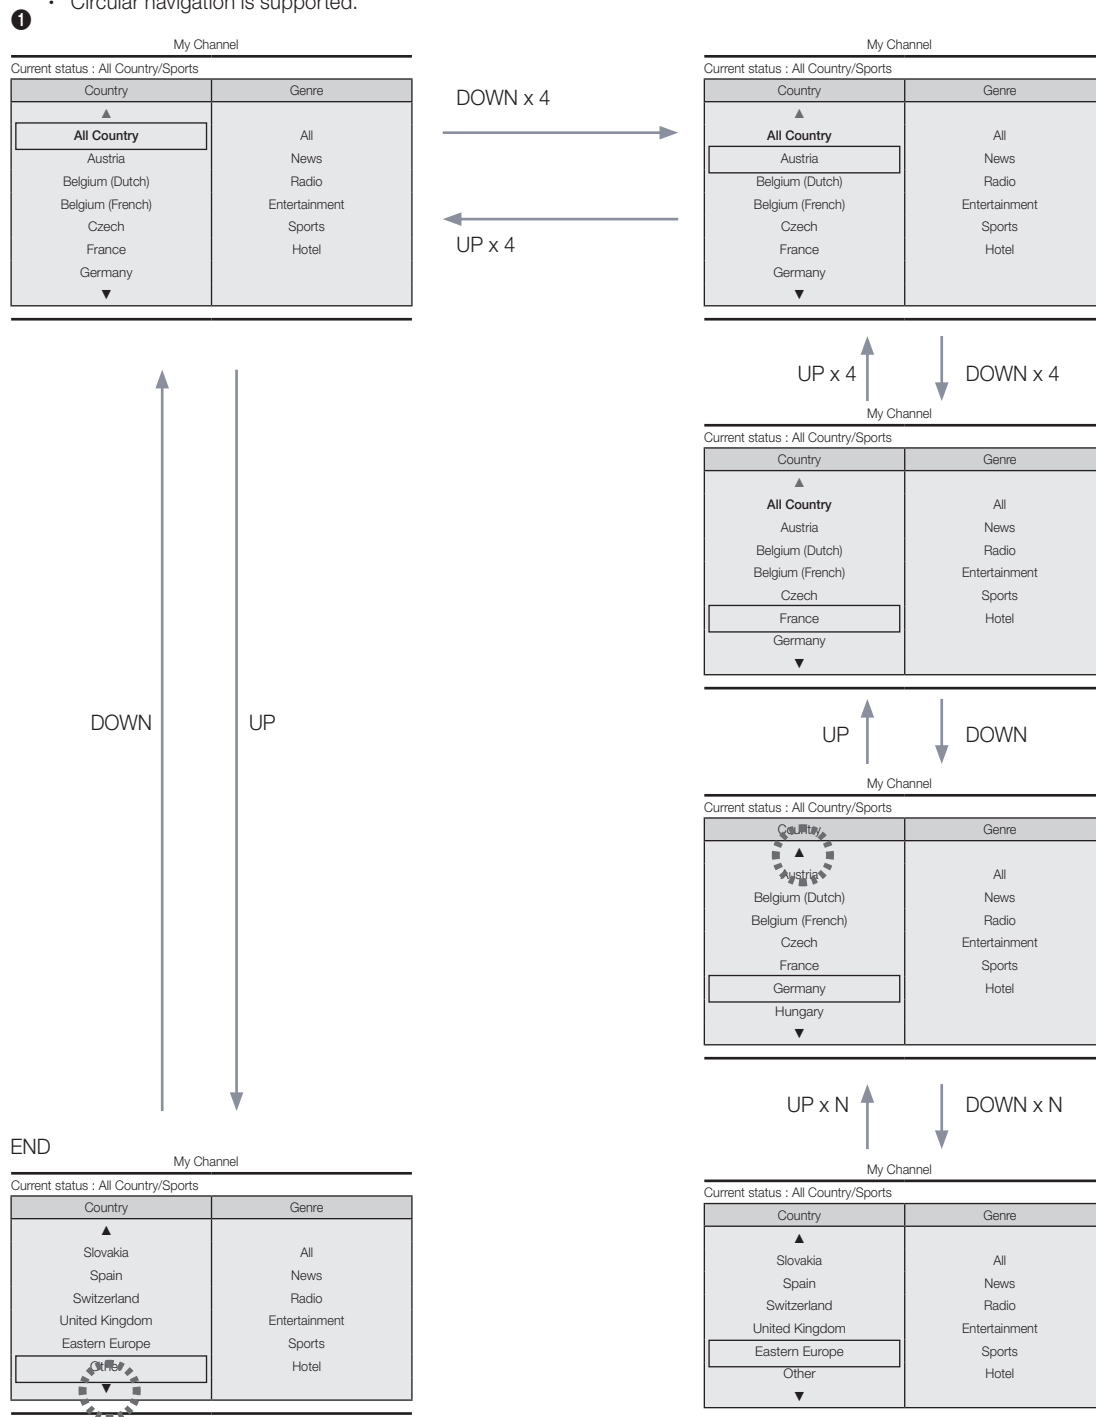 • Circular navigation is supported.
❶
My Channel
Current status : All Country/Sports
Country Genre
▲
All Country All
Austria News
Belgium (Dutch) Radio
Belgium (French) Entertainment
Czech Sports
France Hotel
Germany
▼
DOWN x 4
UP x 4
My Channel
Current status : All Country/Sports
Country Genre
▲
All Country All
Austria News
Belgium (Dutch) Radio
Belgium (French) Entertainment
Czech Sports
France Hotel
Germany
▼
UP x 4 DOWN x 4
My Channel
Current status : All Country/Sports
Country Genre
▲
All Country All
Austria News
Belgium (Dutch) Radio
Belgium (French) Entertainment
Czech Sports
France Hotel
Germany
▼
DOWN UP
UP DOWN
My Channel
Current status : All Country/Sports
Country Genre
▲
Austria All
Belgium (Dutch) News
Belgium (French) Radio
Czech Entertainment
France Sports
Germany Hotel
Hungary
▼
UP x N DOWN x N
END
My Channel
Current status : All Country/Sports
Country Genre
▲
Slovakia All
Spain News
Switzerland Radio
United Kingdom Entertainment
Eastern Europe Sports
Other Hotel
▼
My Channel
Current status : All Country/Sports
Country Genre
▲
Slovakia All
Spain News
Switzerland Radio
United Kingdom Entertainment
Eastern Europe Sports
Other Hotel
▼